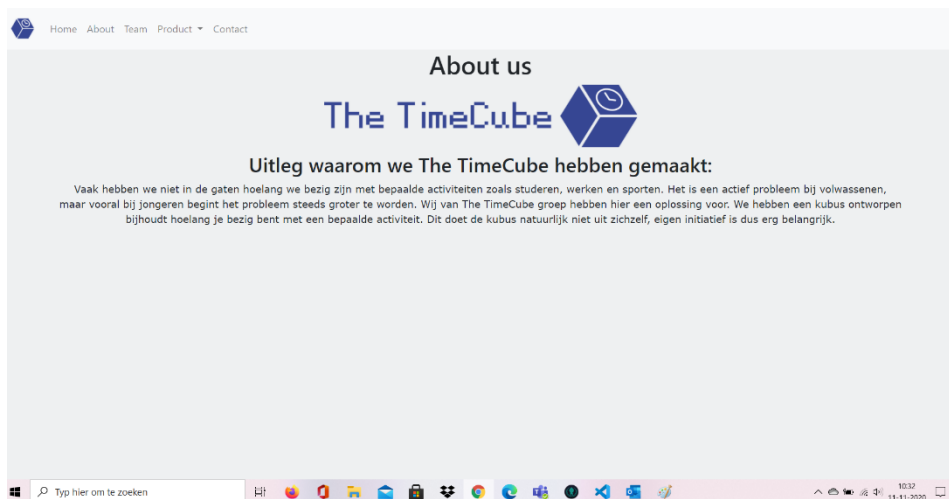 Home About Team Product Contact
About us
The TimeCube
Uitleg waarom we The TimeCube hebben gemaakt:
Vaak hebben we niet in de gaten hoelang we bezig zijn met bepaalde activiteiten zoals studeren, werken en sporten. Het is een actief probleem bij volwassenen,
maar vooral bij jongeren begint het probleem steeds groter te worden. Wij van The TimeCube groep hebben hier een oplossing voor. We hebben een kubus ontworpen
bijhoudt hoelang je bezig bent met een bepaalde activiteit. Dit doet de kubus natuurlijk niet uit zichzelf, eigen initiatief is dus erg belangrijk.
Typ hier om te zoeken
10:32